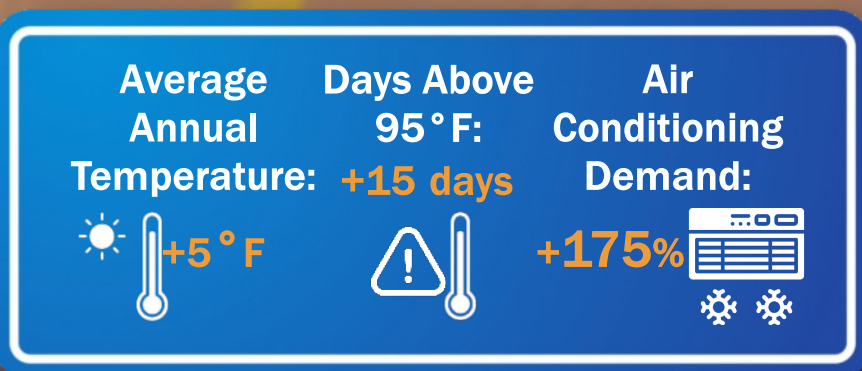 Average
Annual
Temperature:
+5°F
Days Above
95°F:
+15 days
!
Air
Conditioning
Demand:
+175%